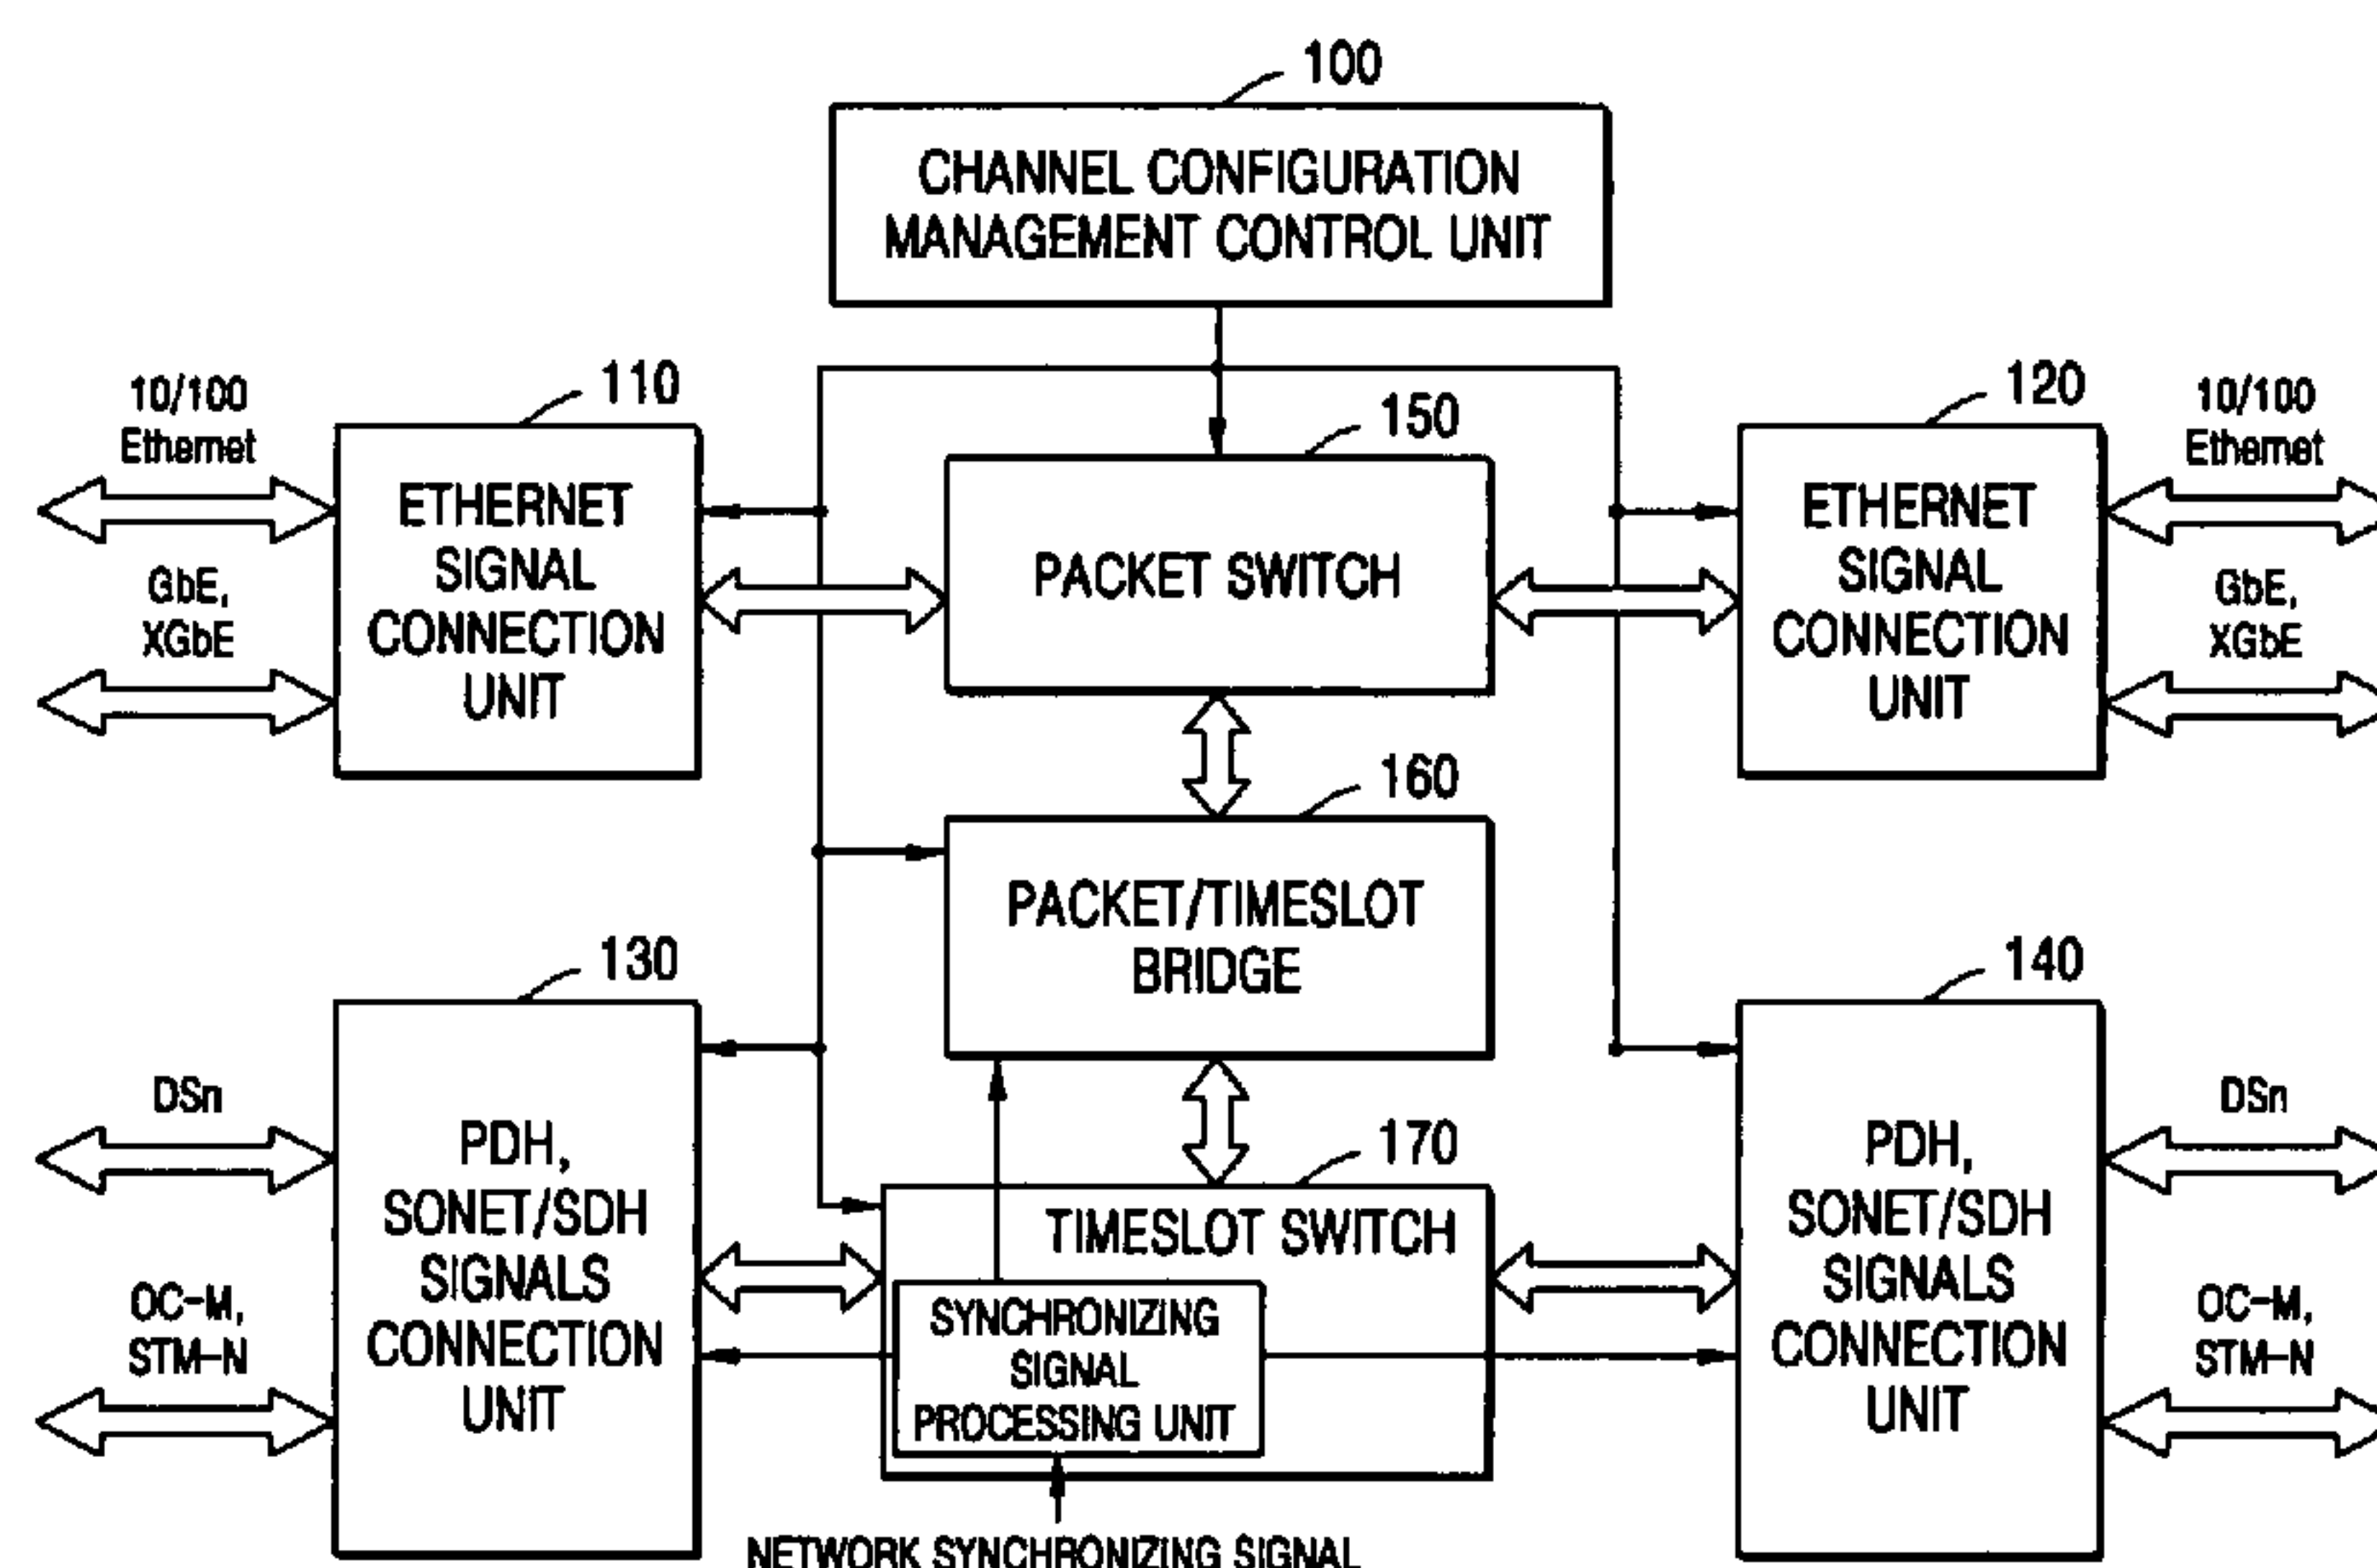 100
CHANNEL CONFIGURATION
MANAGEMENT CONTROL UNIT
10/100
Ethernet
110
150
120
10/100
Ethernet
ETHERNET
SIGNAL
CONNECTION
UNIT
GbE,
XGbE
PACKET SWITCH
ETHERNET
SIGNAL
CONNECTION
UNIT
GbE,
XGbE
160
PACKET/TIMESLOT
BRIDGE
130
140
DSn
PDH,
SONET/SDH
SIGNALS
CONNECTION
UNIT
OC-M,
STM-N
170
TIMESLOT SWITCH
SYNCHRONIZING
SIGNAL
PROCESSING UNIT
PDH,
SONET/SDH
SIGNALS
CONNECTION
UNIT
DSn
OC-M,
STM-N
NETWORK SYNCHRONIZING SIGNAL